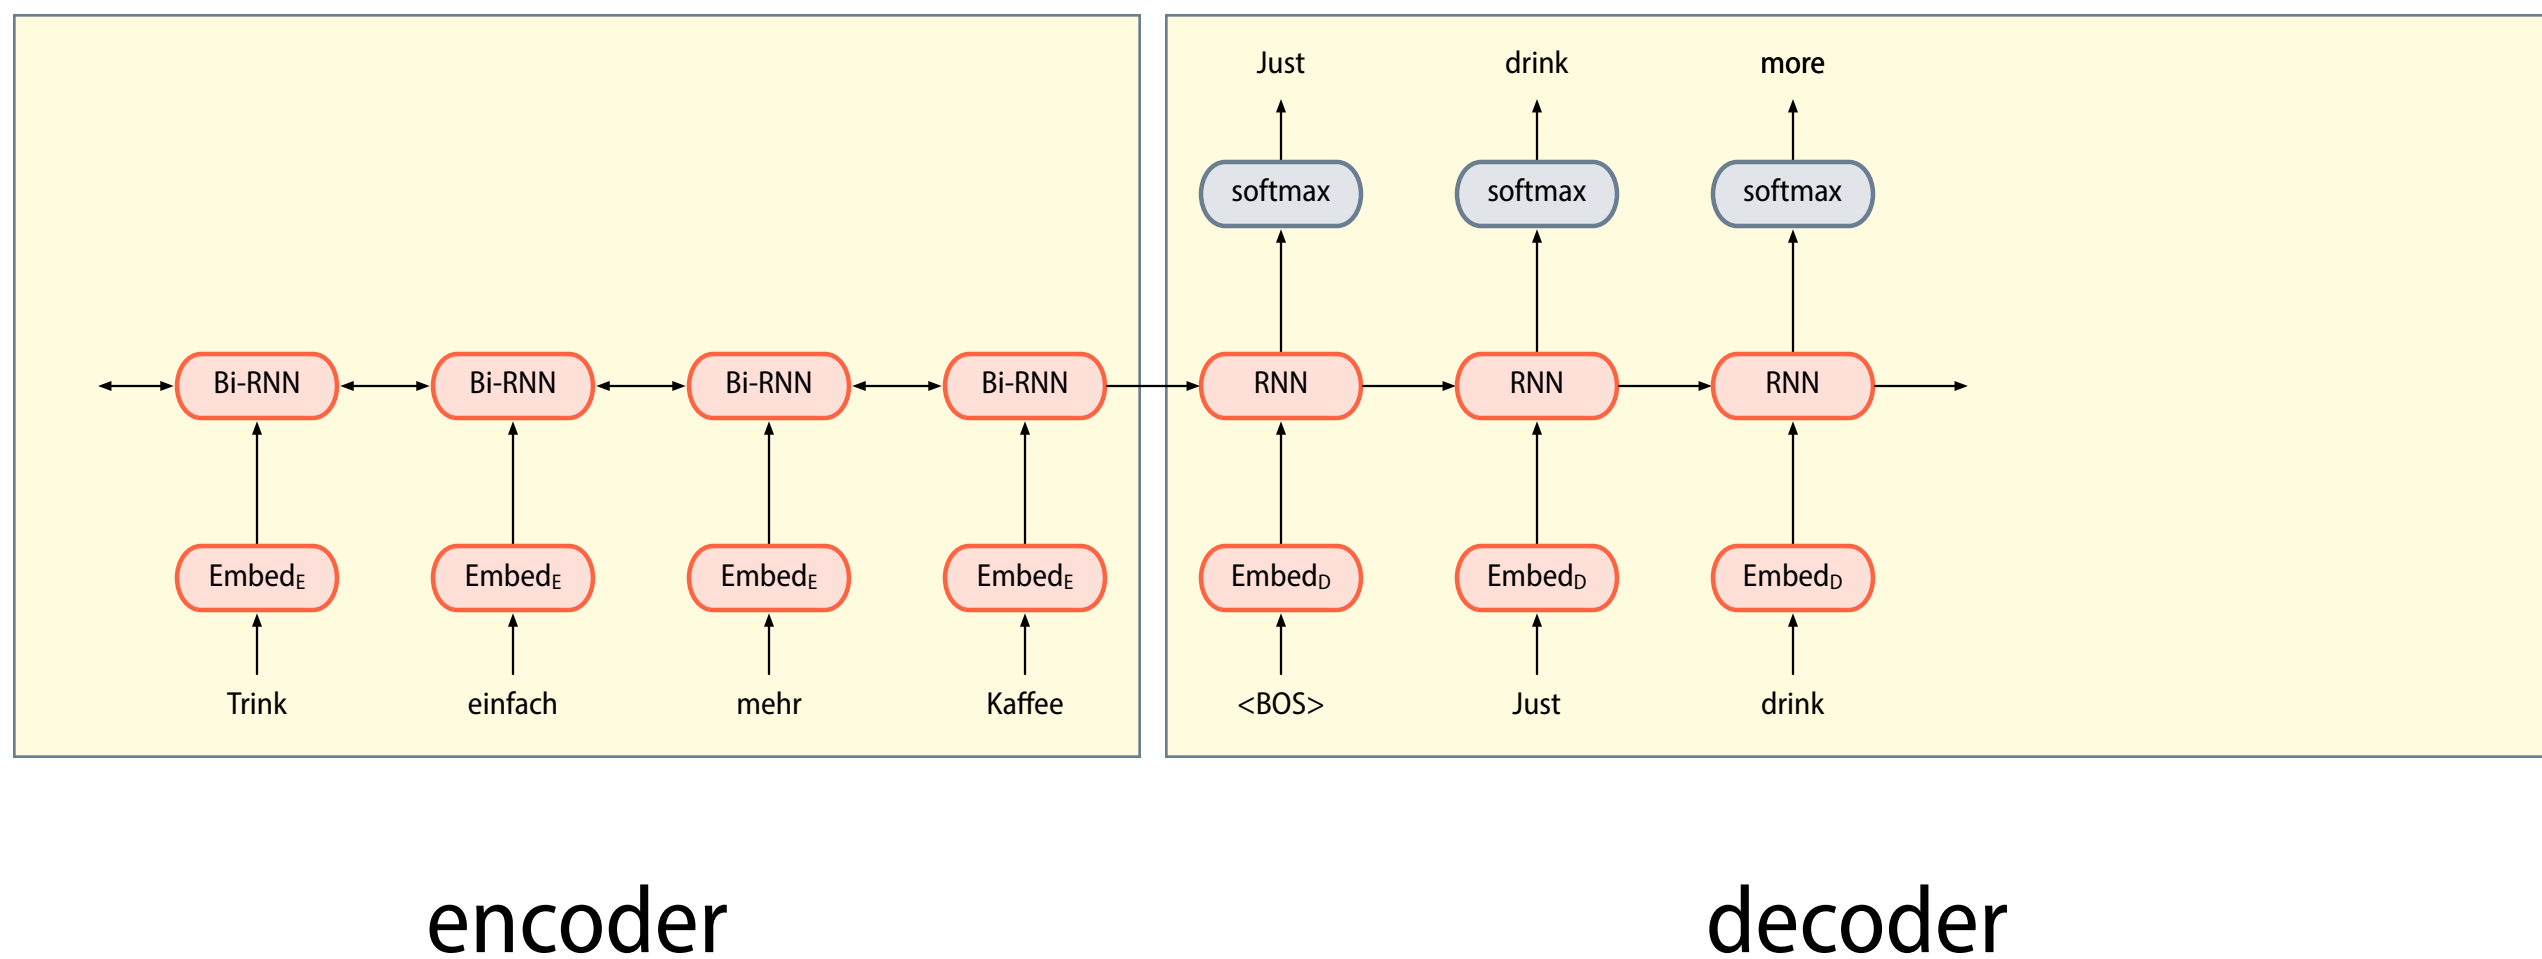 Just drink more
softmax softmax softmax
Bi-RNN Bi-RNN Bi-RNN Bi-RNN RNN RNN RNN
EmbedE EmbedE EmbedE EmbedE EmbedD EmbedD EmbedD
Trink einfach mehr Kaffee <BOS> Just drink
encoder decoder